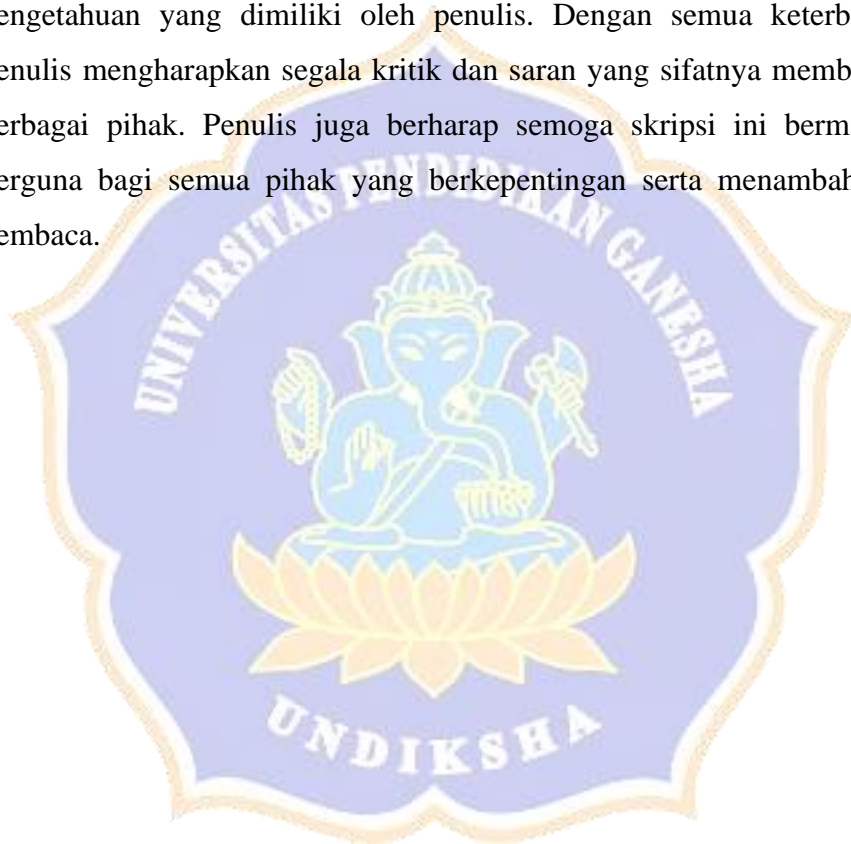 engetahuan yang dimiliki oleh penulis. Dengan semua keterb
enulis mengharapkan segala kritik dan saran yang sifatnya memb
erbagai pihak. Penulis juga berharap semoga skripsi ini berm
erguna bagi semua pihak yang berkepentingan serta menambah
embaca.
UNIVERSITAS PENDIDIKAN GANESHA
UNDIKSHA